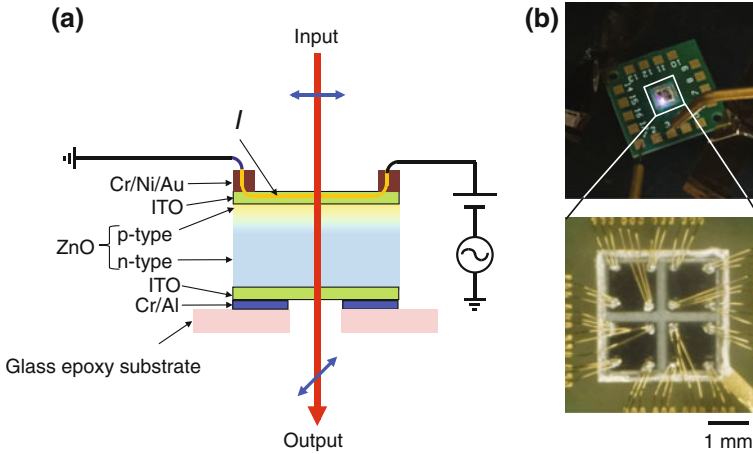 (a)
Input
I
Cr/Ni/Au
ITO
ZnO
p-type
n-type
ITO
Cr/Al
Glass epoxy substrate
Output
(b)
1 mm